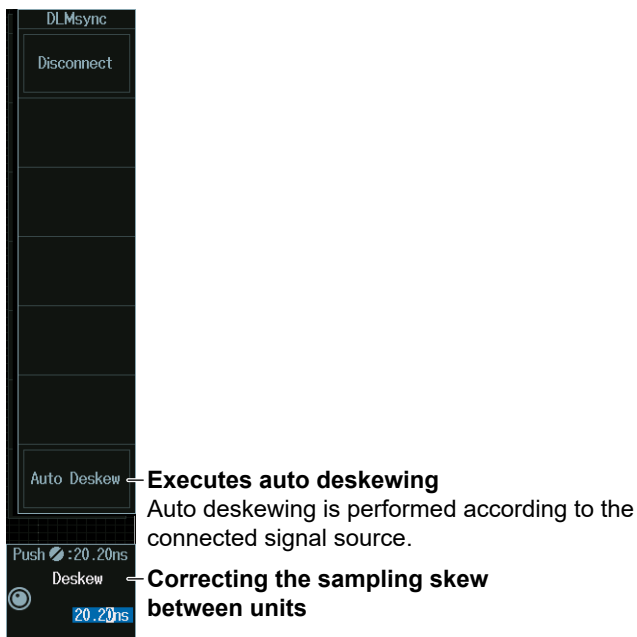 DLMsync
Disconnect
Auto Deskew
Executes auto deskewing
Auto deskewing is performed according to the
connected signal source.
Push :20.20ns
Deskew
Correcting the sampling skew
between units
20.20ns